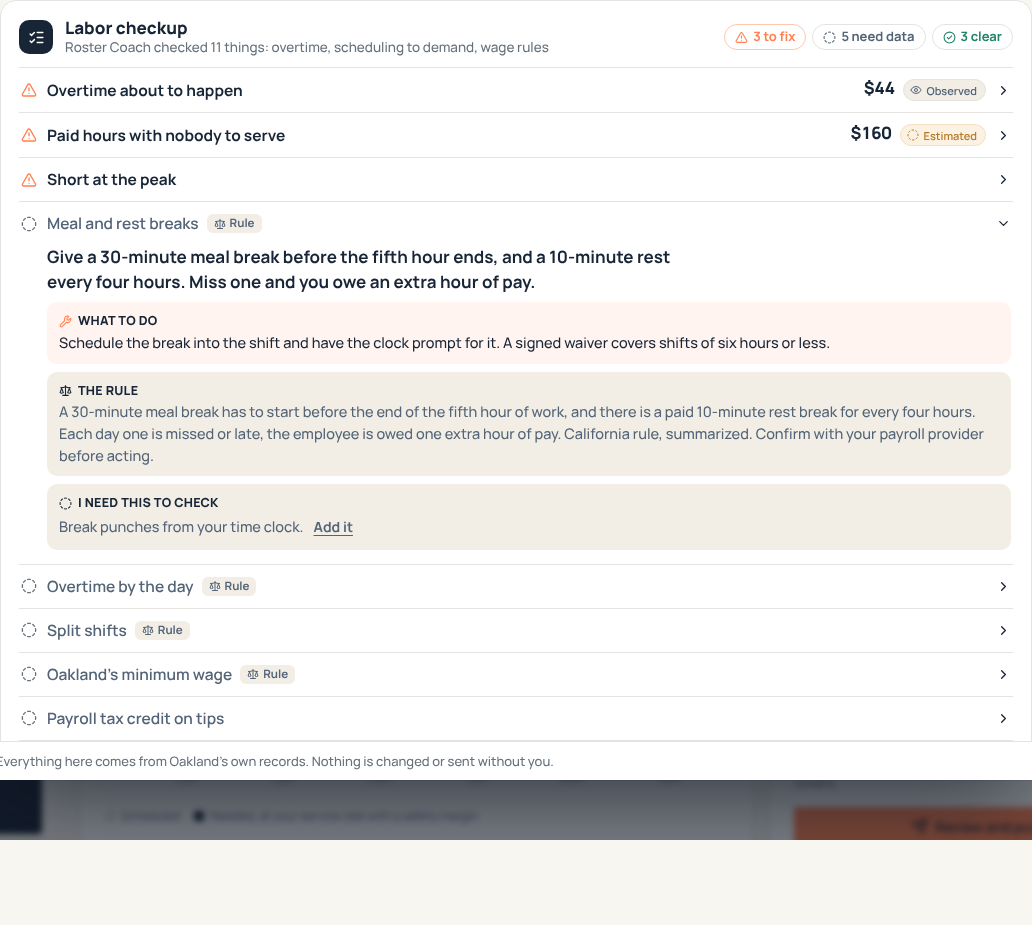 Labor checkup
Roster Coach checked 11 things: overtime, scheduling to demand, wage rules
3 to fix
5 need data
3 clear
Overtime about to happen
$44
Observed
Paid hours with nobody to serve
$160
Estimated
Short at the peak
Meal and rest breaks
Rule
Give a 30-minute meal break before the fifth hour ends, and a 10-minute rest
every four hours. Miss one and you owe an extra hour of pay.
WHAT TO DO
Schedule the break into the shift and have the clock prompt for it. A signed waiver covers shifts of six hours or less.
THE RULE
A 30-minute meal break has to start before the end of the fifth hour of work, and there is a paid 10-minute rest break for every four hours.
Each day one is missed or late, the employee is owed one extra hour of pay. California rule, summarized. Confirm with your payroll provider
before acting.
I NEED THIS TO CHECK
Break punches from your time clock.
Add it
Overtime by the day
Rule
Split shifts
Rule
Oakland's minimum wage
Rule
Payroll tax credit on tips
Everything here comes from Oakland's own records. Nothing is changed or sent without you.